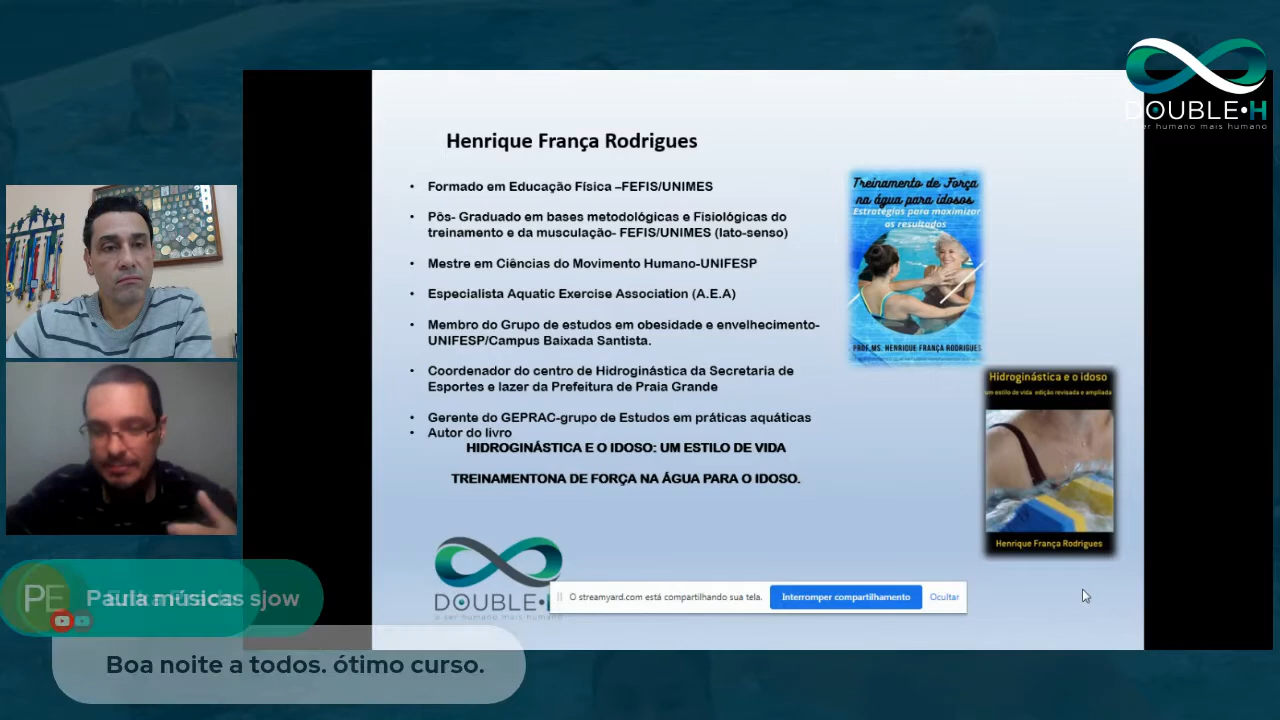 DOUBLE•H
o ser humano mais humano
Henrique França Rodrigues
• Formado em Educação Física –FEFIS/UNIMES
• Pôs- Graduado em bases metodológicas e Fisiológicas do
treinamento e da musculação- FEFIS/UNIMES (lato-senso)
• Mestre em Ciências do Movimento Humano-UNIFESP
• Especialista Aquatic Exercise Association (A.E.A)
• Membro do Grupo de estudos em obesidade e envelhecimento-
UNIFESP/Campus Baixada Santista.
• Coordenador do centro de Hidroginástica da Secretaria de
Esportes e lazer da Prefeitura de Praia Grande
• Gerente do GEPRAC-grupo de Estudos em práticas aquáticas
• Autor do livro
HIDROGINÁSTICA E O IDOSO: UM ESTILO DE VIDA
TREINAMENTONA DE FORÇA NA ÁGUA PARA O IDOSO.
Treinamento de Força
na água para idosos
Estratégias para maximizar
os resultados
PROF.MS. HENRIQUE FRANÇA RODRIGUES
Hidroginástica e o idoso
um estilo de vida edição revisada e ampliada
Henrique França Rodrigues
DOUBLE•
o ser humano mais humano
O streamyard.com está compartilhando sua tela.
Interromper compartilhamento
Ocultar
PE
Paula músicas sjow
Boa noite a todos. ótimo curso.